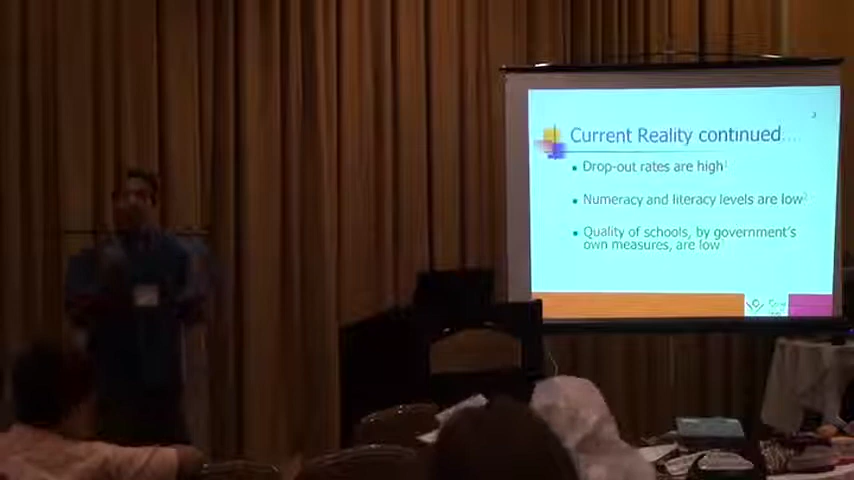 Current Reality continued....
Drop-out rates are high
Numeracy and literacy levels are low
Quality of schools, by government's
own measures, are low